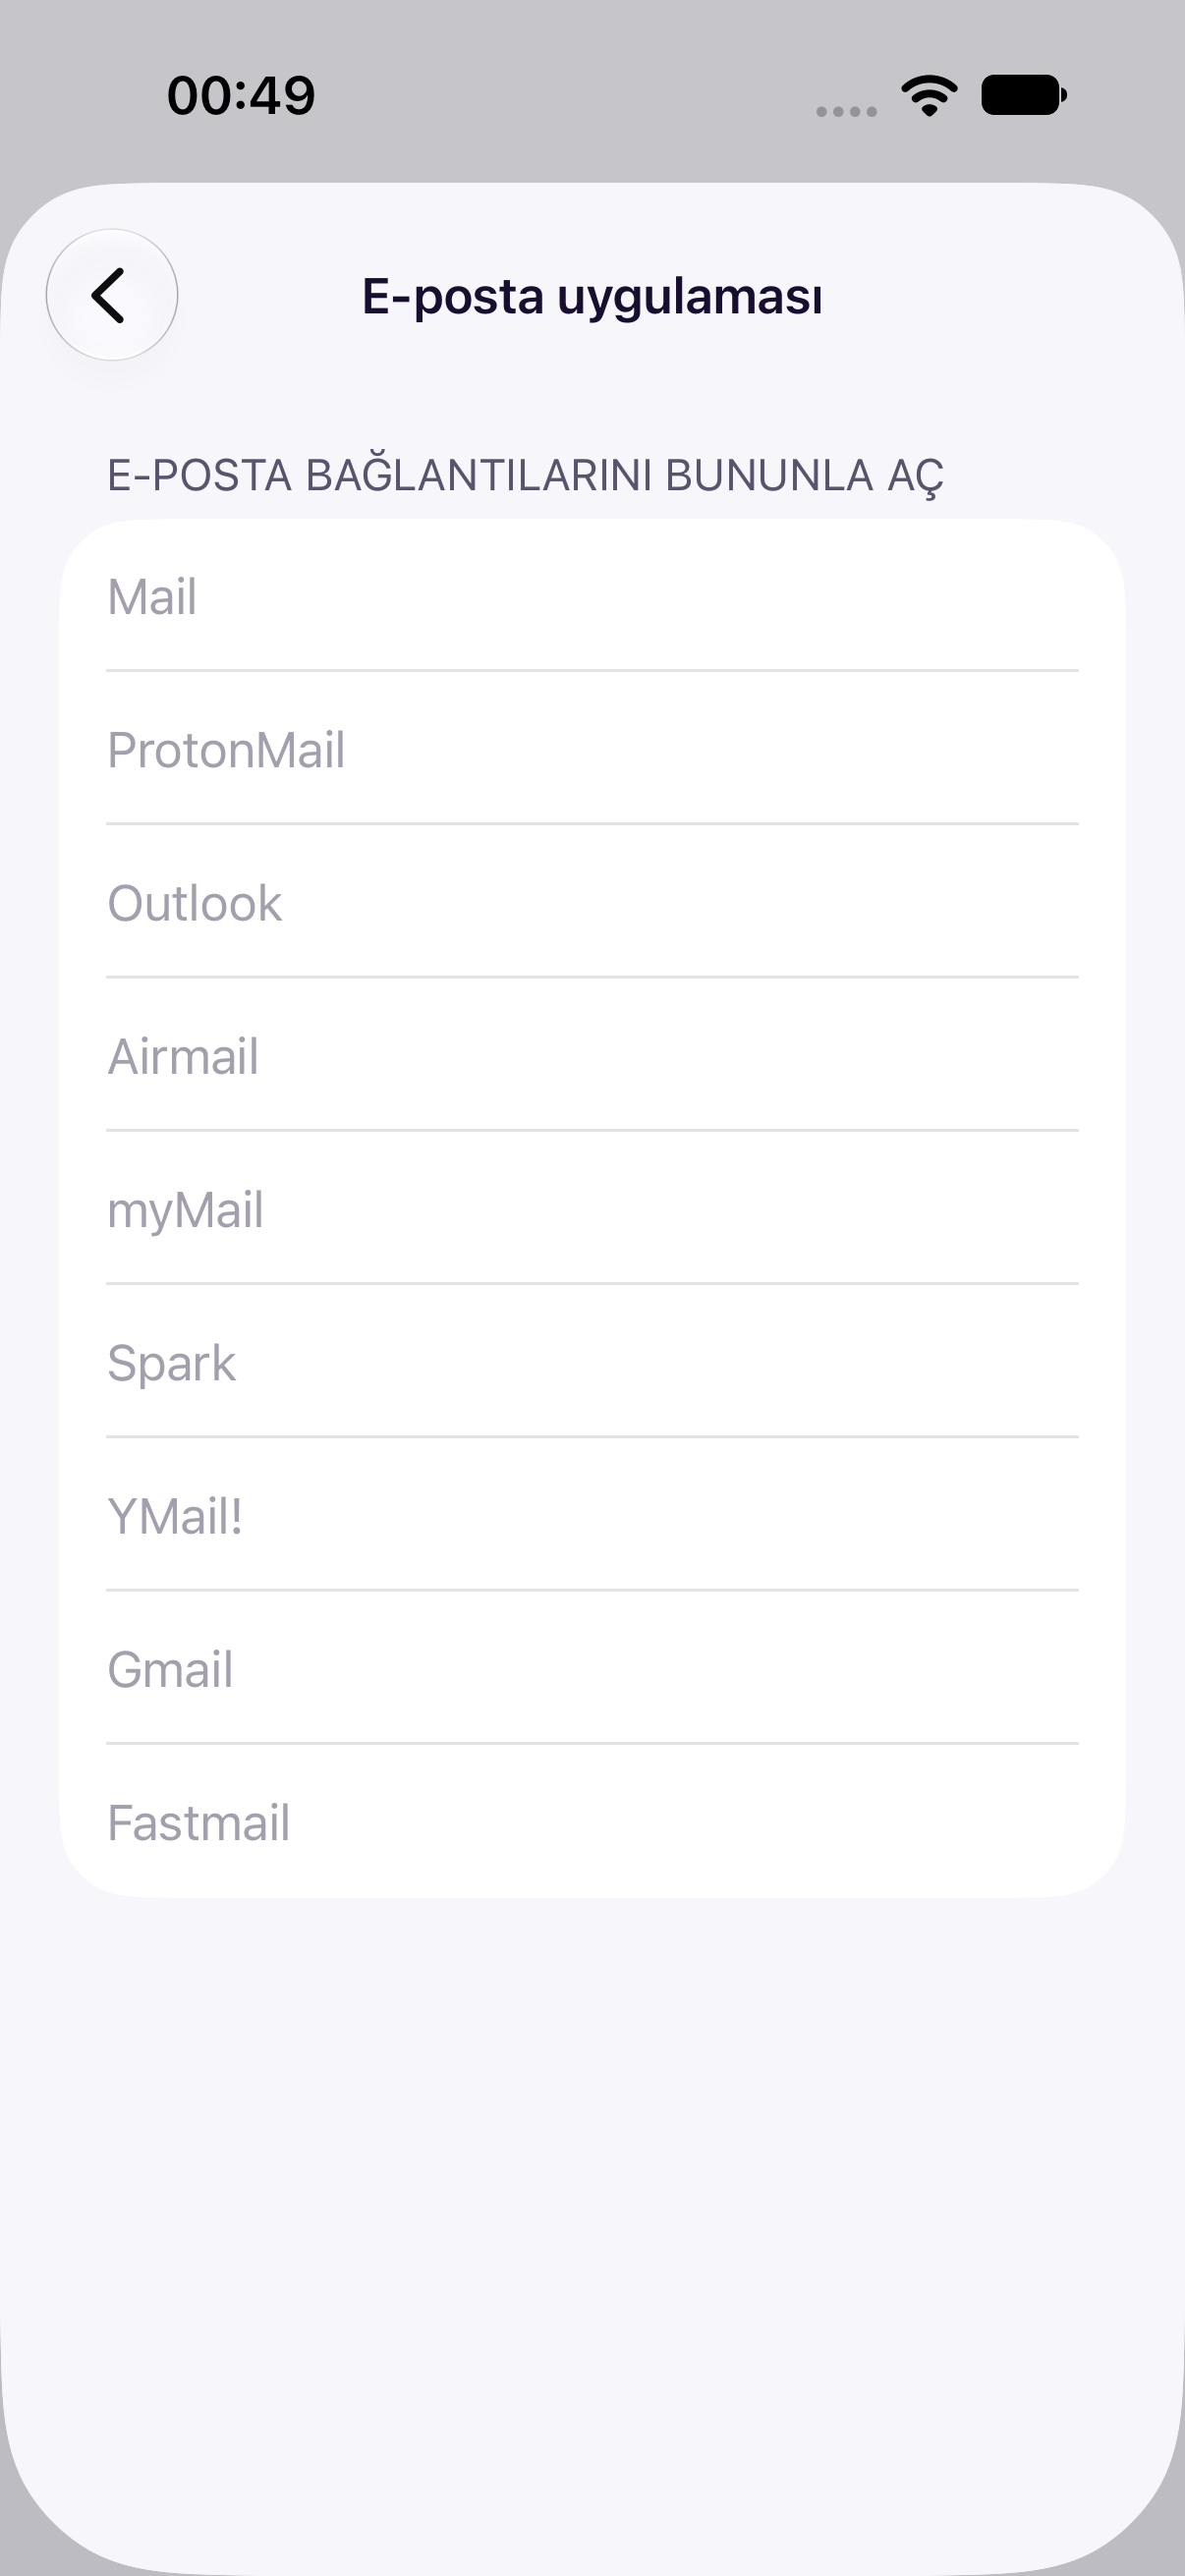 00:49
E-posta uygulaması
E-POSTA BAĞLANTILARINI BUNUNLA AÇ
Mail
ProtonMail
Outlook
Airmail
myMail
Spark
YMail!
Gmail
Fastmail